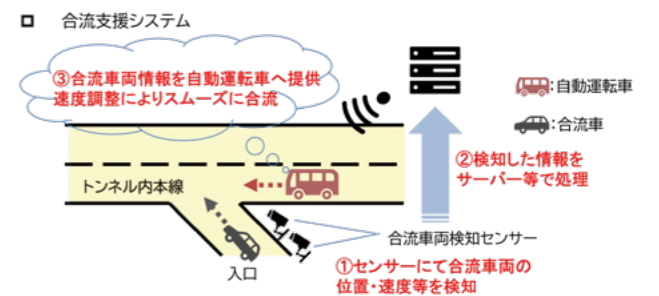 合流支援システム
③合流車両情報を自動運転車へ提供
速度調整によりスムーズに合流
:自動運転車
:合流車
②検知した情報を
サーバー等で処理
トンネル内本線
合流車両検知センサー
入口
①センサーにて合流車両の
位置・速度等を検知